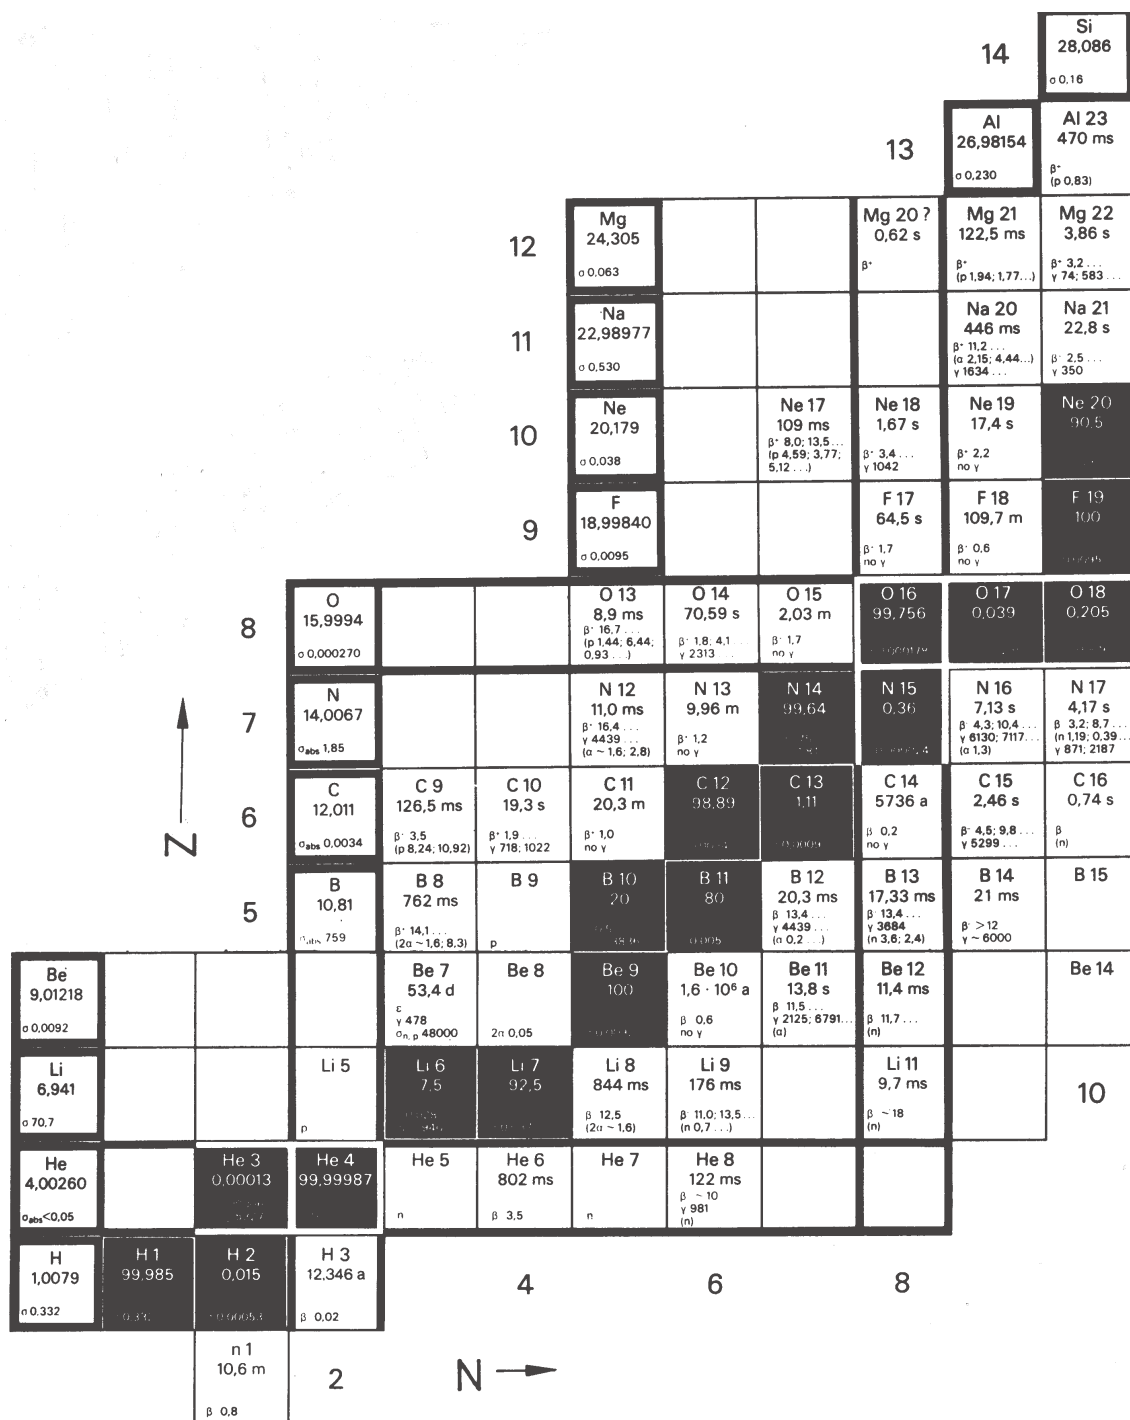 Si
28,086
σ 0,16
14
Al
26,98154
σ 0,230
Al 23
470 ms
β⁺
(p 0,83)
13
Mg
24,305
σ 0,063
Mg 20 ?
0,62 s
β⁺
Mg 21
122,5 ms
β⁺
(p 1,94; 1,77...)
Mg 22
3,86 s
β⁺ 3,2 ...
γ 74; 583 ...
12
Na
22,98977
σ 0,530
Na 20
446 ms
β⁺ 11,2 ...
(α 2,15; 4,44...)
γ 1634 ...
Na 21
22,8 s
β⁺ 2,5 ...
γ 350
11
Ne
20,179
σ 0,038
Ne 17
109 ms
β⁺ 8,0; 13,5...
(p 4,59; 3,77;
5,12 ...)
Ne 18
1,67 s
β⁺ 3,4 ...
γ 1042
Ne 19
17,4 s
β⁺ 2,2
no γ
Ne 20
90,5
10
F
18,99840
σ 0,0095
F 17
64,5 s
β⁺ 1,7
no γ
F 18
109,7 m
β⁺ 0,6
no γ
F 19
100
0,0095
9
O
15,9994
σ 0,000270
O 13
8,9 ms
β⁺ 16,7 ...
(p 1,44; 6,44;
0,93 ...)
O 14
70,59 s
β⁺ 1,8; 4,1 ...
γ 2313 ...
O 15
2,03 m
β⁺ 1,7
no γ
O 16
99,756
0,000178
O 17
0,039
O 18
0,205
8
N
14,0067
σabs 1,85
N 12
11,0 ms
β⁺ 16,4 ...
γ 4439 ...
(α ~ 1,6; 2,8)
N 13
9,96 m
β⁺ 1,2
no γ
N 14
99,64
N 15
0,36
N 16
7,13 s
β⁻ 4,3; 10,4 ...
γ 6130; 7117...
(α 1,3)
N 17
4,17 s
β 3,2; 8,7 ...
(n 1,19; 0,39...
γ 871; 2187
7
C
12,011
σabs 0,0034
C 9
126,5 ms
β⁺ 3,5
(p 8,24; 10,92)
C 10
19,3 s
β⁺ 1,9 ...
γ 718; 1022
C 11
20,3 m
β⁺ 1,0
no γ
C 12
98,89
C 13
1,11
0,0009
C 14
5736 a
β 0,2
no γ
C 15
2,46 s
β⁻ 4,5; 9,8 ...
γ 5299 ...
C 16
0,74 s
β
(n)
6
Z
B
10,81
σabs 759
B 8
762 ms
β⁺ 14,1 ...
(2α ~ 1,6; 8,3)
B 9
p
B 10
20
B 11
80
0,005
B 12
20,3 ms
β 13,4 ...
γ 4439 ...
(α 0,2 ...)
B 13
17,33 ms
β⁻ 13,4 ...
γ 3684
(n 3,6; 2,4)
B 14
21 ms
β⁻ > 12
γ ~ 6000
B 15
5
Be
9,01218
σ 0,0092
Be 7
53,4 d
ε
γ 478
σn, p 48000
Be 8
2α 0,05
Be 9
100
Be 10
1,6 · 10⁶ a
β 0,6
no γ
Be 11
13,8 s
β 11,5 ...
γ 2125; 6791...
(α)
Be 12
11,4 ms
β 11,7 ...
(n)
Be 14
Li
6,941
σ 70,7
Li 5
p
Li 6
7,5
Li 7
92,5
Li 8
844 ms
β 12,5
(2α ~ 1,6)
Li 9
176 ms
β⁻ 11,0; 13,5 ...
(n 0,7 ...)
Li 11
9,7 ms
β ~ 18
(n)
10
He
4,00260
σabs<0,05
He 3
0,00013
He 4
99,99987
He 5
n
He 6
802 ms
β 3,5
He 7
n
He 8
122 ms
β ~ 10
γ 981
(n)
H
1,0079
σ 0,332
H 1
99,985
H 2
0,015
0,00053
H 3
12,346 a
β 0,02
4
6
8
n 1
10,6 m
β 0,8
2
N